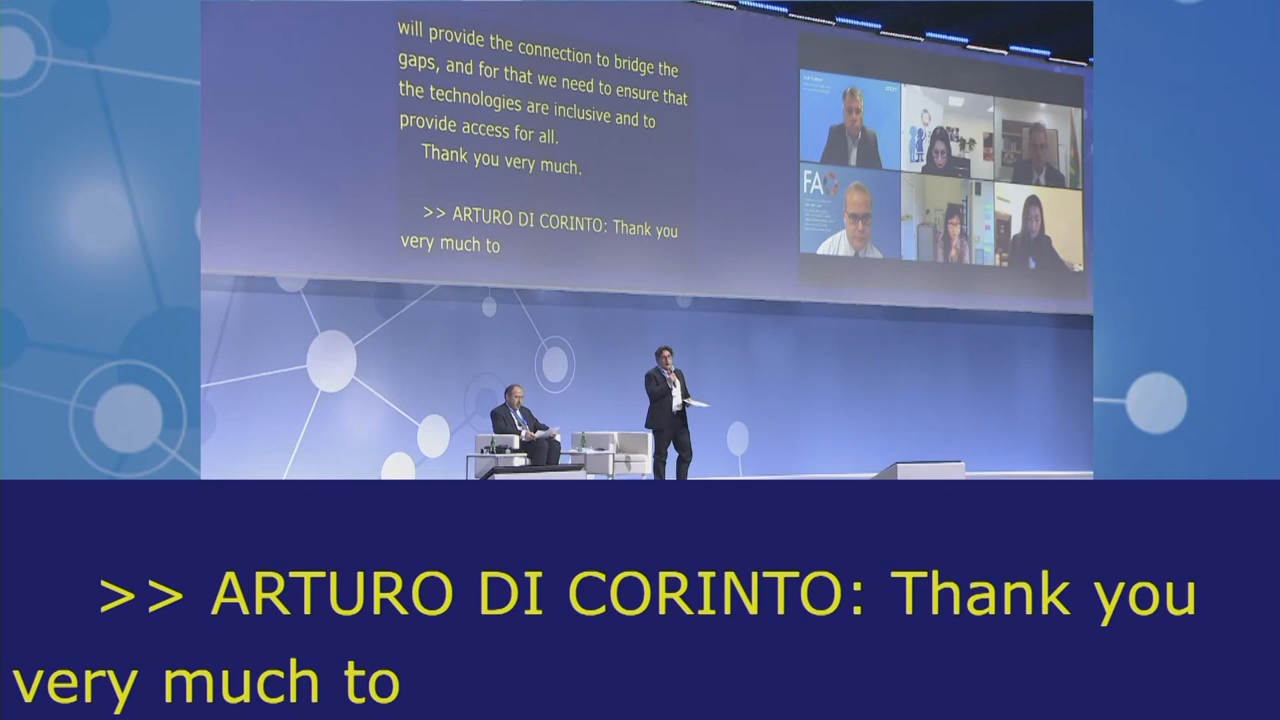 will provide the connection to bridge the
gaps, and for that we need to ensure that
the technologies are inclusive and to
provide access for all.
Thank you very much.
>> ARTURO DI CORINTO: Thank you
very much to
FAO
>> ARTURO DI CORINTO: Thank you
very much to